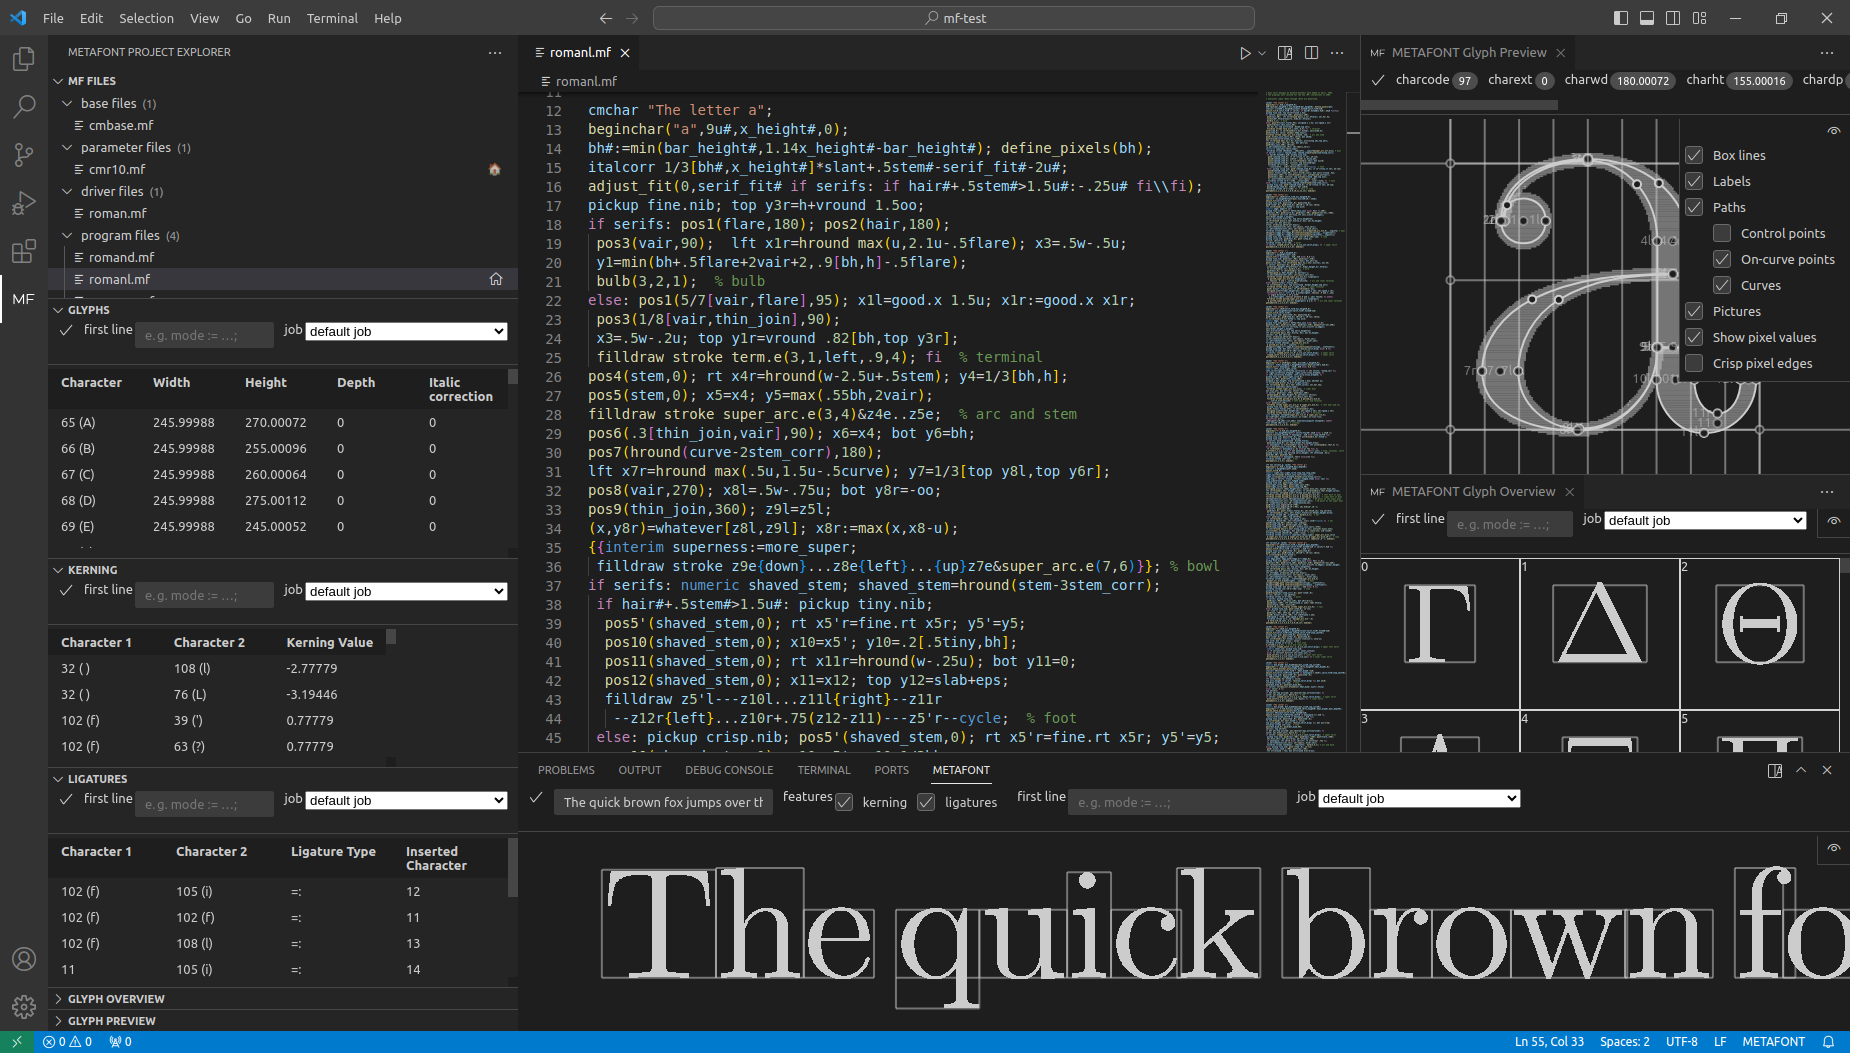 File Edit Selection View Go Run Terminal Help
mf-test
METAFONT PROJECT EXPLORER
MF FILES
base files (1)
cmbase.mf
parameter files (1)
cmr10.mf
driver files (1)
roman.mf
program files (4)
romand.mf
romanl.mf
GLYPHS
first line e.g. mode := ...; job default job
Character Width Height Depth Italic correction
65 (A) 245.99988 270.00072 0 0
66 (B) 245.99988 255.00096 0 0
67 (C) 245.99988 260.00064 0 0
68 (D) 245.99988 275.00112 0 0
69 (E) 245.99988 245.00052 0 0
KERNING
first line e.g. mode := ...; job default job
Character 1 Character 2 Kerning Value
32 ( ) 108 (l) -2.77779
32 ( ) 76 (L) -3.19446
102 (f) 39 (') 0.77779
102 (f) 63 (?) 0.77779
LIGATURES
first line e.g. mode := ...; job default job
Character 1 Character 2 Ligature Type Inserted Character
102 (f) 105 (i) =: 12
102 (f) 102 (f) =: 11
102 (f) 108 (l) =: 13
11 105 (i) =: 14
GLYPH OVERVIEW
GLYPH PREVIEW
MF
romanl.mf
romanl.mf
11
12 cmchar "The letter a";
13 beginchar("a",9u#,x_height#,0);
14 bh#:=min(bar_height#,1.14x_height#-bar_height#); define_pixels(bh);
15 italcorr 1/3[bh#,x_height#]*slant+.5stem#-serif_fit#-2u#;
16 adjust_fit(0,serif_fit# if serifs: if hair#+.5stem#>1.5u#:-.25u# fi\\fi);
17 pickup fine.nib; top y3r=h+vround 1.5oo;
18 if serifs: pos1(flare,180); pos2(hair,180);
19 pos3(vair,90);  lft x1r=hround max(u,2.1u-.5flare); x3=.5w-.5u;
20 y1=min(bh+.5flare+2vair+2,.9[bh,h]-.5flare);
21 bulb(3,2,1);  % bulb
22 else: pos1(5/7[vair,flare],95); x1l=good.x 1.5u; x1r:=good.x x1r;
23 pos3(1/8[vair,thin_join],90);
24 x3=.5w-.2u; top y1r=vround .82[bh,top y3r];
25 filldraw stroke term.e(3,1,left,.9,4); fi  % terminal
26 pos4(stem,0); rt x4r=hround(w-2.5u+.5stem); y4=1/3[bh,h];
27 pos5(stem,0); x5=x4; y5=max(.55bh,2vair);
28 filldraw stroke super_arc.e(3,4)&z4e..z5e;  % arc and stem
29 pos6(.3[thin_join,vair],90); x6=x4; bot y6=bh;
30 pos7(hround(curve-2stem_corr),180);
31 lft x7r=hround max(.5u,1.5u-.5curve); y7=1/3[top y8l,top y6r];
32 pos8(vair,270); x8l=.5w-.75u; bot y8r=-oo;
33 pos9(thin_join,360); z9l=z5l;
34 (x,y8r)=whatever[z8l,z9l]; x8r:=max(x,x8-u);
35 {{interim superness:=more_super;
36 filldraw stroke z9e{down}...z8e{left}...{up}z7e&super_arc.e(7,6)}}; % bowl
37 if serifs: numeric shaved_stem; shaved_stem=hround(stem-3stem_corr);
38 if hair#+.5stem#>1.5u#: pickup tiny.nib;
39 pos5'(shaved_stem,0); rt x5'r=fine.rt x5r; y5'=y5;
40 pos10(shaved_stem,0); x10=x5'; y10=.2[.5tiny,bh];
41 pos11(shaved_stem,0); rt x11r=hround(w-.25u); bot y11=0;
42 pos12(shaved_stem,0); x11=x12; top y12=slab+eps;
43 filldraw z5'l---z10l...z11l{right}--z11r
44 --z12r{left}...z10r+.75(z12-z11)---z5'r--cycle;  % foot
45 else: pickup crisp.nib; pos5'(shaved_stem,0); rt x5'r=fine.rt x5r; y5'=y5;
MF METAFONT Glyph Preview
charcode 97 charext 0 charwd 180.00072 charht 155.00016 chardp
Box lines
Labels
Paths
Control points
On-curve points
Curves
Pictures
Show pixel values
Crisp pixel edges
MF METAFONT Glyph Overview
first line e.g. mode := ...; job default job
0 1 2
Γ Δ Θ
3 4 5
PROBLEMS OUTPUT DEBUG CONSOLE TERMINAL PORTS METAFONT
The quick brown fox jumps over th features kerning ligatures first line e.g. mode := ...; job default job
The quick brown fo
0 0 0 Ln 55, Col 33 Spaces: 2 UTF-8 LF METAFONT